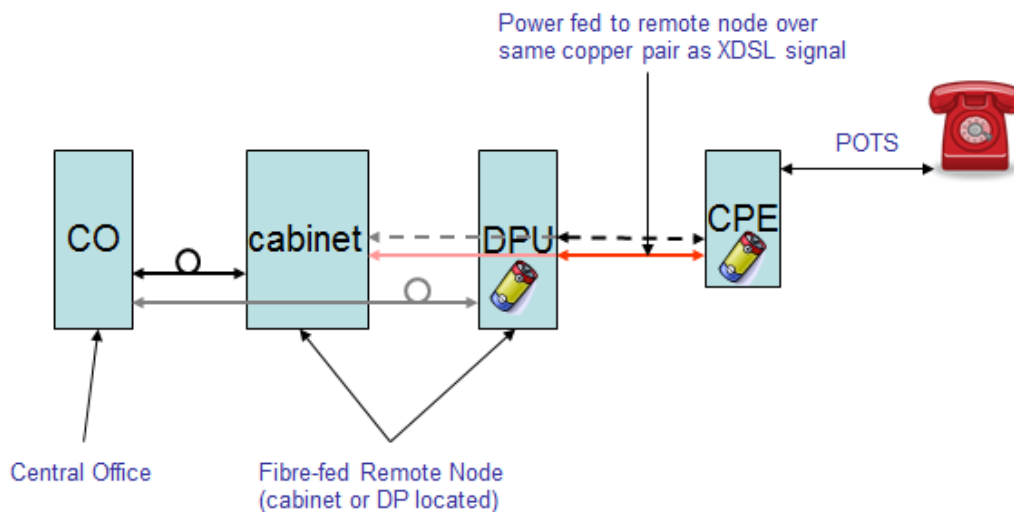 Power fed to remote node over
same copper pair as XDSL signal
POTS
CO
cabinet
DPU
CPE
Central Office
Fibre-fed Remote Node
(cabinet or DP located)